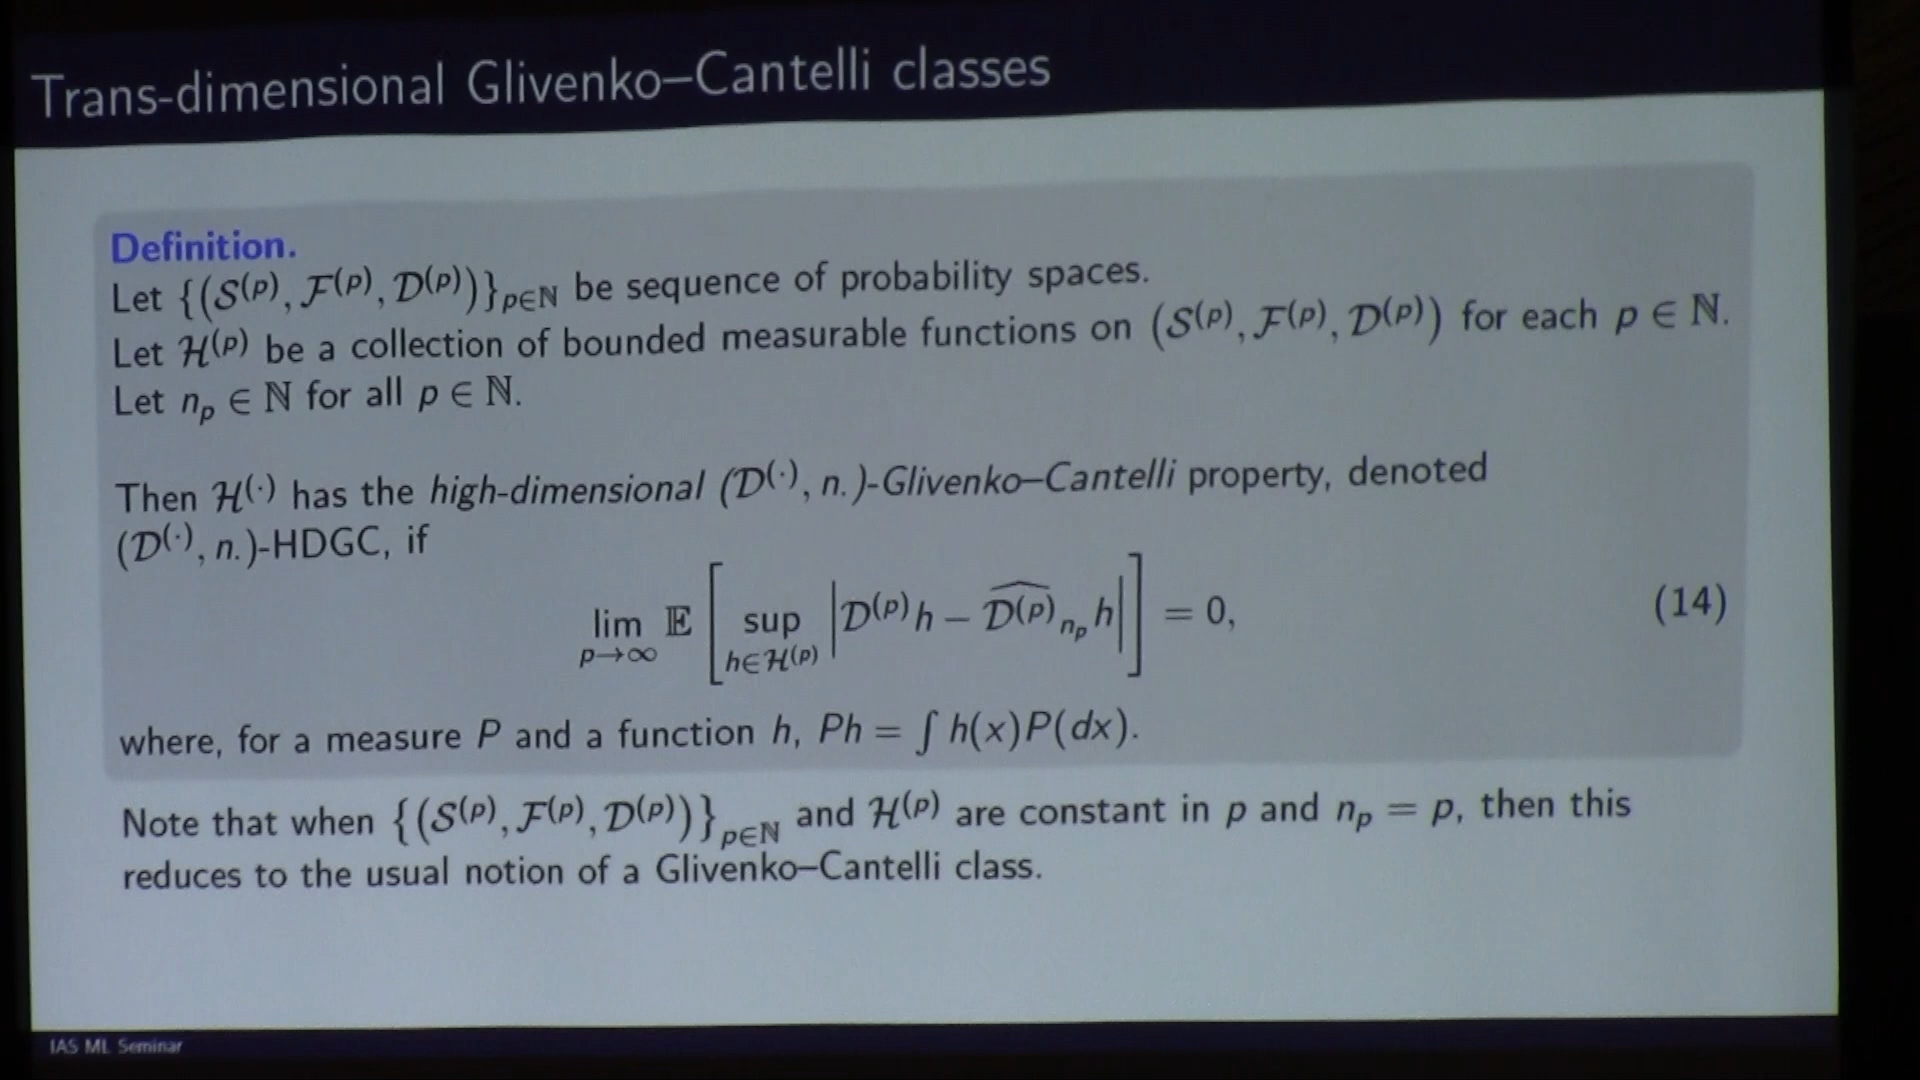 Trans-dimensional Glivenko–Cantelli classes
Definition.
Let {(S^(p), F^(p), D^(p))}_{p∈ℕ} be sequence of probability spaces.
Let H^(p) be a collection of bounded measurable functions on (S^(p), F^(p), D^(p)) for each p ∈ ℕ.
Let n_p ∈ ℕ for all p ∈ ℕ.
Then H^(·) has the high-dimensional (D^(·), n.)-Glivenko–Cantelli property, denoted
(D^(·), n.)-HDGC, if
lim_{p→∞} 𝔼 [ sup_{h∈H^(p)} | D^(p) h − \widehat{D^(p)}_{n_p} h | ] = 0, (14)
where, for a measure P and a function h, Ph = ∫ h(x)P(dx).
Note that when {(S^(p), F^(p), D^(p))}_{p∈ℕ} and H^(p) are constant in p and n_p = p, then this
reduces to the usual notion of a Glivenko–Cantelli class.
IAS ML Seminar